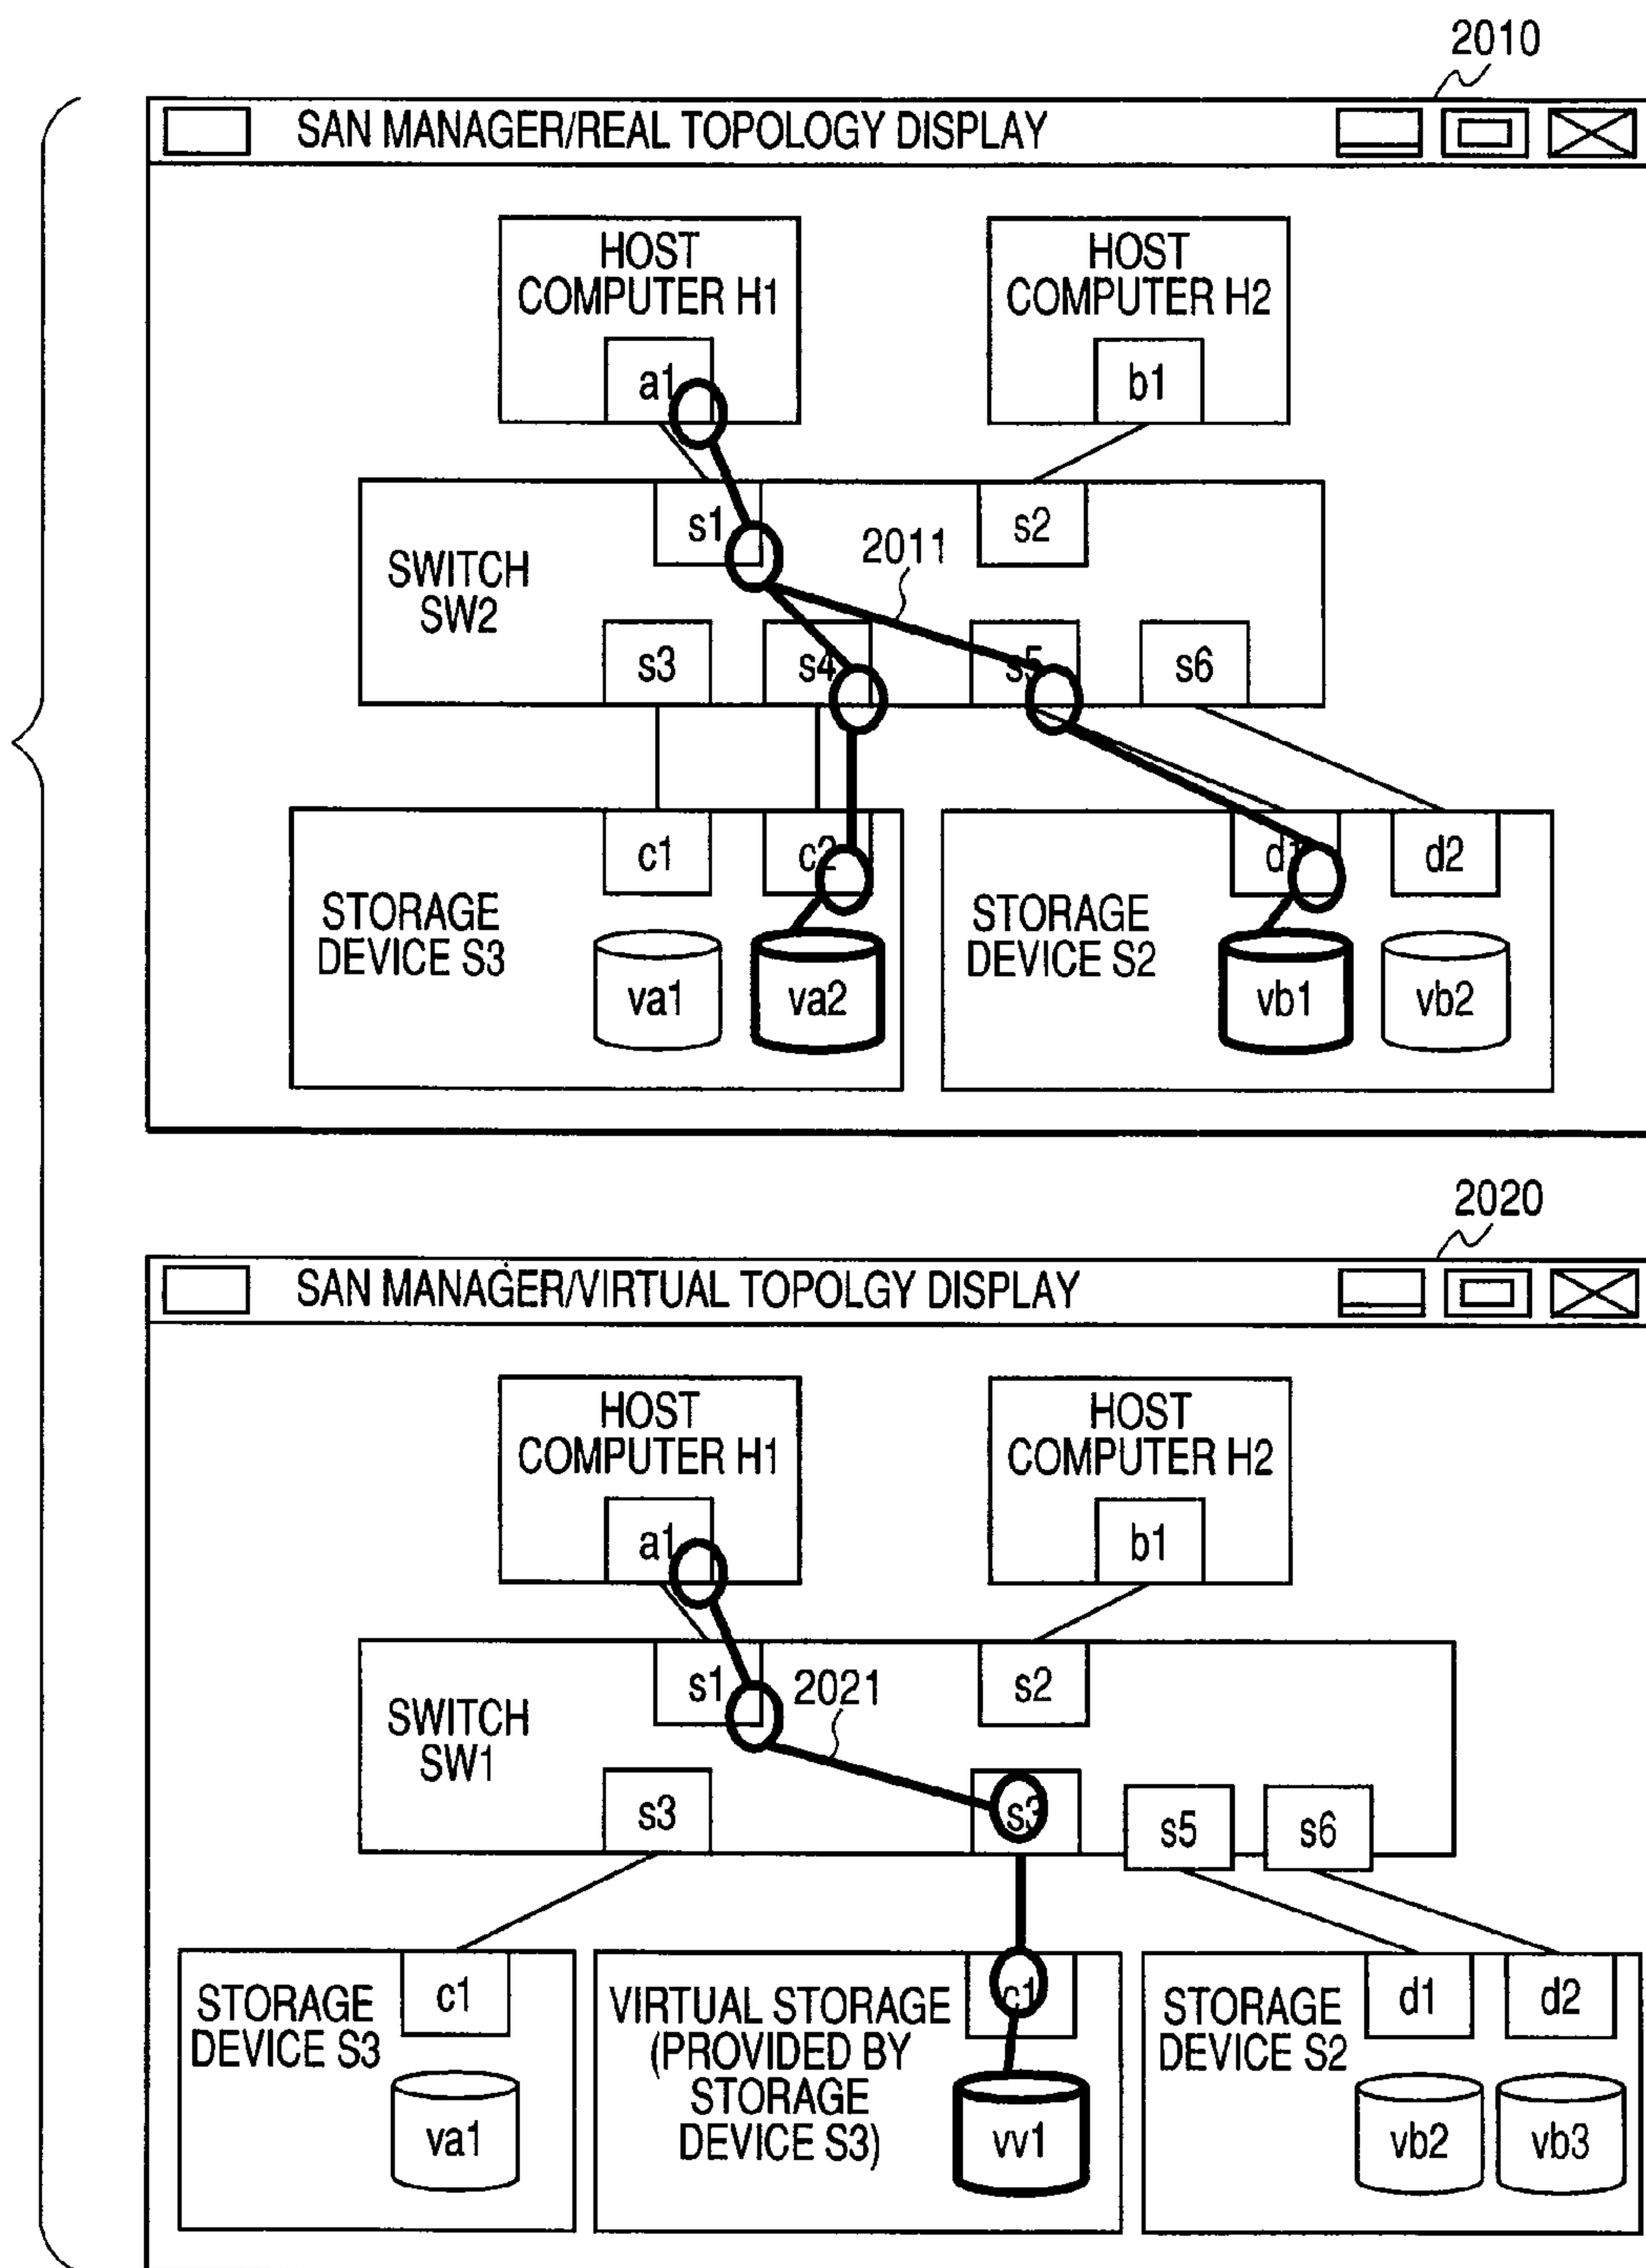 2010
SAN MANAGER/REAL TOPOLOGY DISPLAY
HOST
COMPUTER H1
a1
HOST
COMPUTER H2
b1
s1
s2
2011
SWITCH
SW2
s3
s4
s5
s6
c1
c2
d1
d2
STORAGE
DEVICE S3
va1
va2
STORAGE
DEVICE S2
vb1
vb2
2020
SAN MANAGER/VIRTUAL TOPOLGY DISPLAY
HOST
COMPUTER H1
a1
HOST
COMPUTER H2
b1
s1
2021
s2
SWITCH
SW1
s3
s3
s5
s6
STORAGE
DEVICE S3
c1
va1
VIRTUAL STORAGE
(PROVIDED BY
STORAGE
DEVICE S3)
c1
vv1
STORAGE
DEVICE S2
d1
d2
vb2
vb3